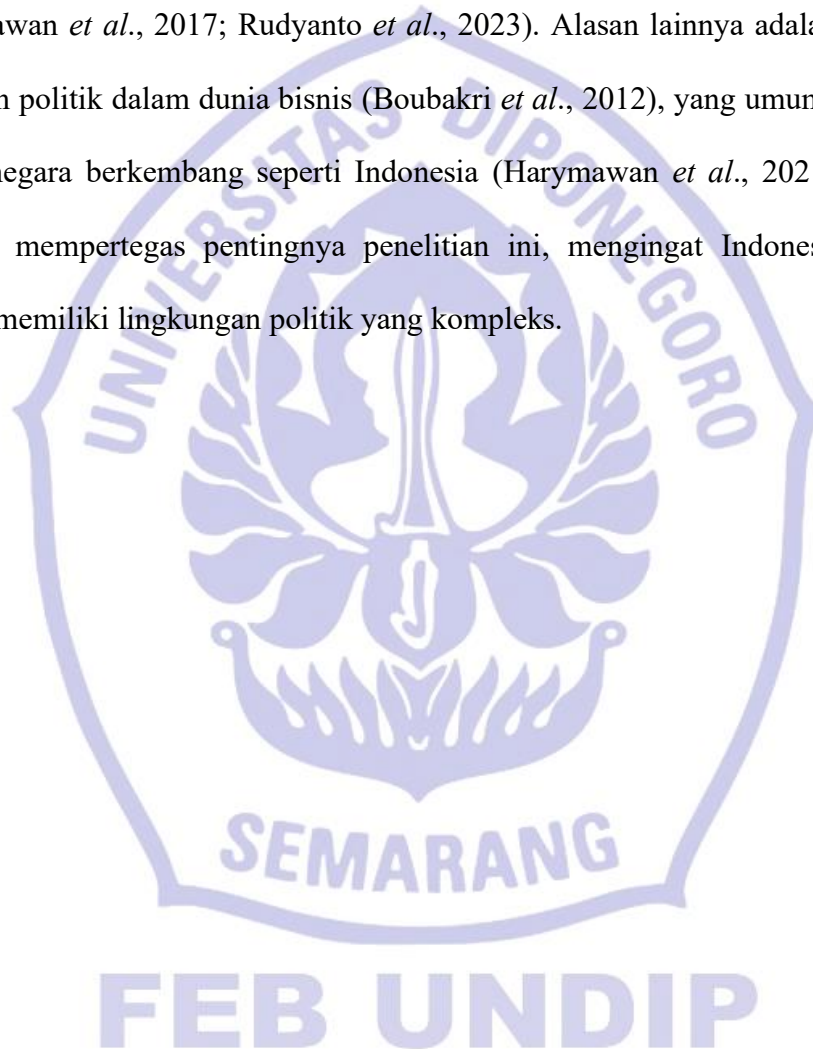 awan et al., 2017; Rudyanto et al., 2023). Alasan lainnya adala
politik dalam dunia bisnis (Boubakri et al., 2012), yang umun
negara berkembang seperti Indonesia (Harymawan et al., 202
mempertegas pentingnya penelitian ini, mengingat Indones
memiliki lingkungan politik yang kompleks.
UNIVERSITAS DIPONEGORO
SEMARANG
FEB UNDIP